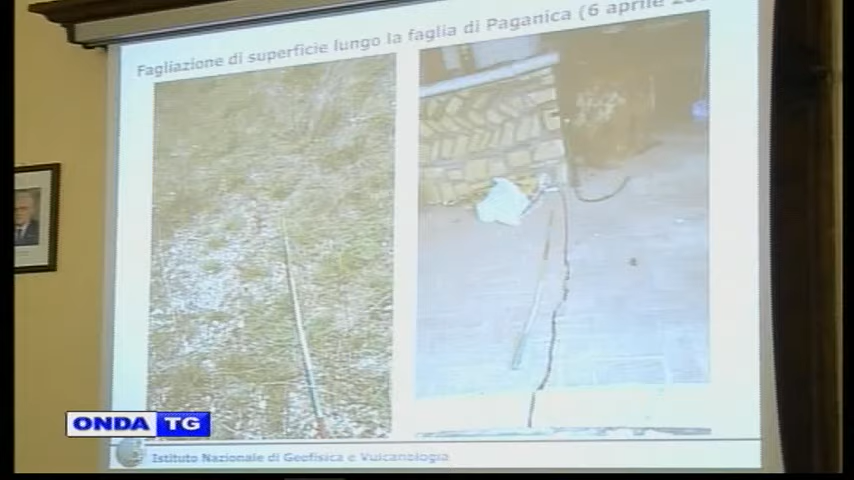 Fagliazione di superficie lungo la faglia di Paganica (6 aprile
ONDA TG
Istituto Nazionale di Geofisica e Vulcanologia